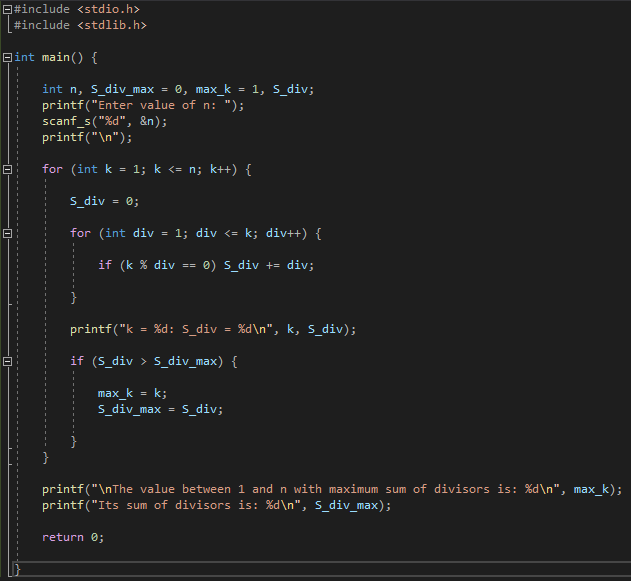 #include <stdio.h>
#include <stdlib.h>
int main() {
int n, S_div_max = 0, max_k = 1, S_div;
printf("Enter value of n: ");
scanf_s("%d", &n);
printf("\n");
for (int k = 1; k <= n; k++) {
S_div = 0;
for (int div = 1; div <= k; div++) {
if (k % div == 0) S_div += div;
}
printf("k = %d: S_div = %d\n", k, S_div);
if (S_div > S_div_max) {
max_k = k;
S_div_max = S_div;
}
}
printf("\nThe value between 1 and n with maximum sum of divisors is: %d\n", max_k);
printf("Its sum of divisors is: %d\n", S_div_max);
return 0;
}